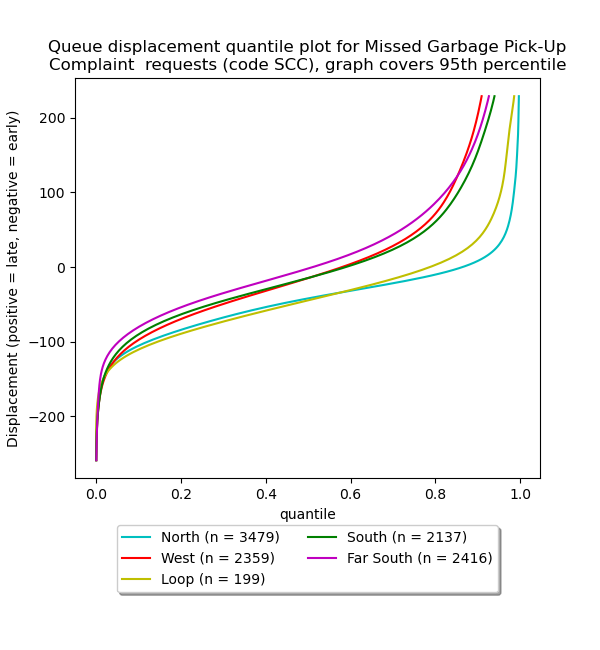 Queue displacement quantile plot for Missed Garbage Pick-Up
Complaint  requests (code SCC), graph covers 95th percentile
Displacement (positive = late, negative = early)
200
100
0
−100
−200
0.0 0.2 0.4 0.6 0.8 1.0
quantile
North (n = 3479) South (n = 2137)
West (n = 2359) Far South (n = 2416)
Loop (n = 199)